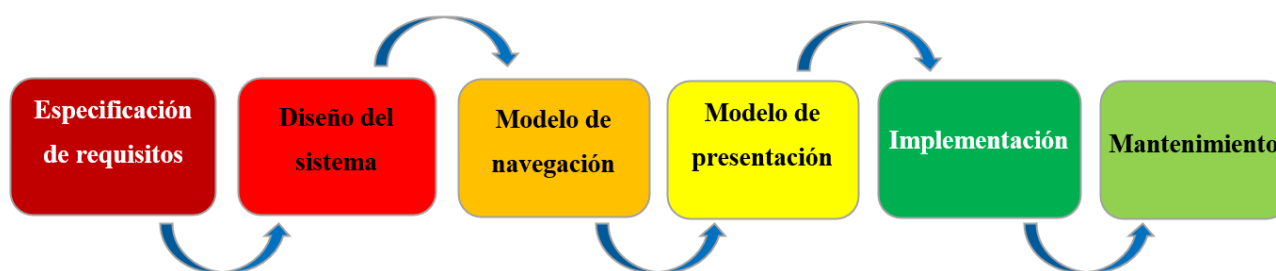 Especificación
de requisitos
Diseño del
sistema
Modelo de
navegación
Modelo de
presentación
Implementación
Mantenimiento